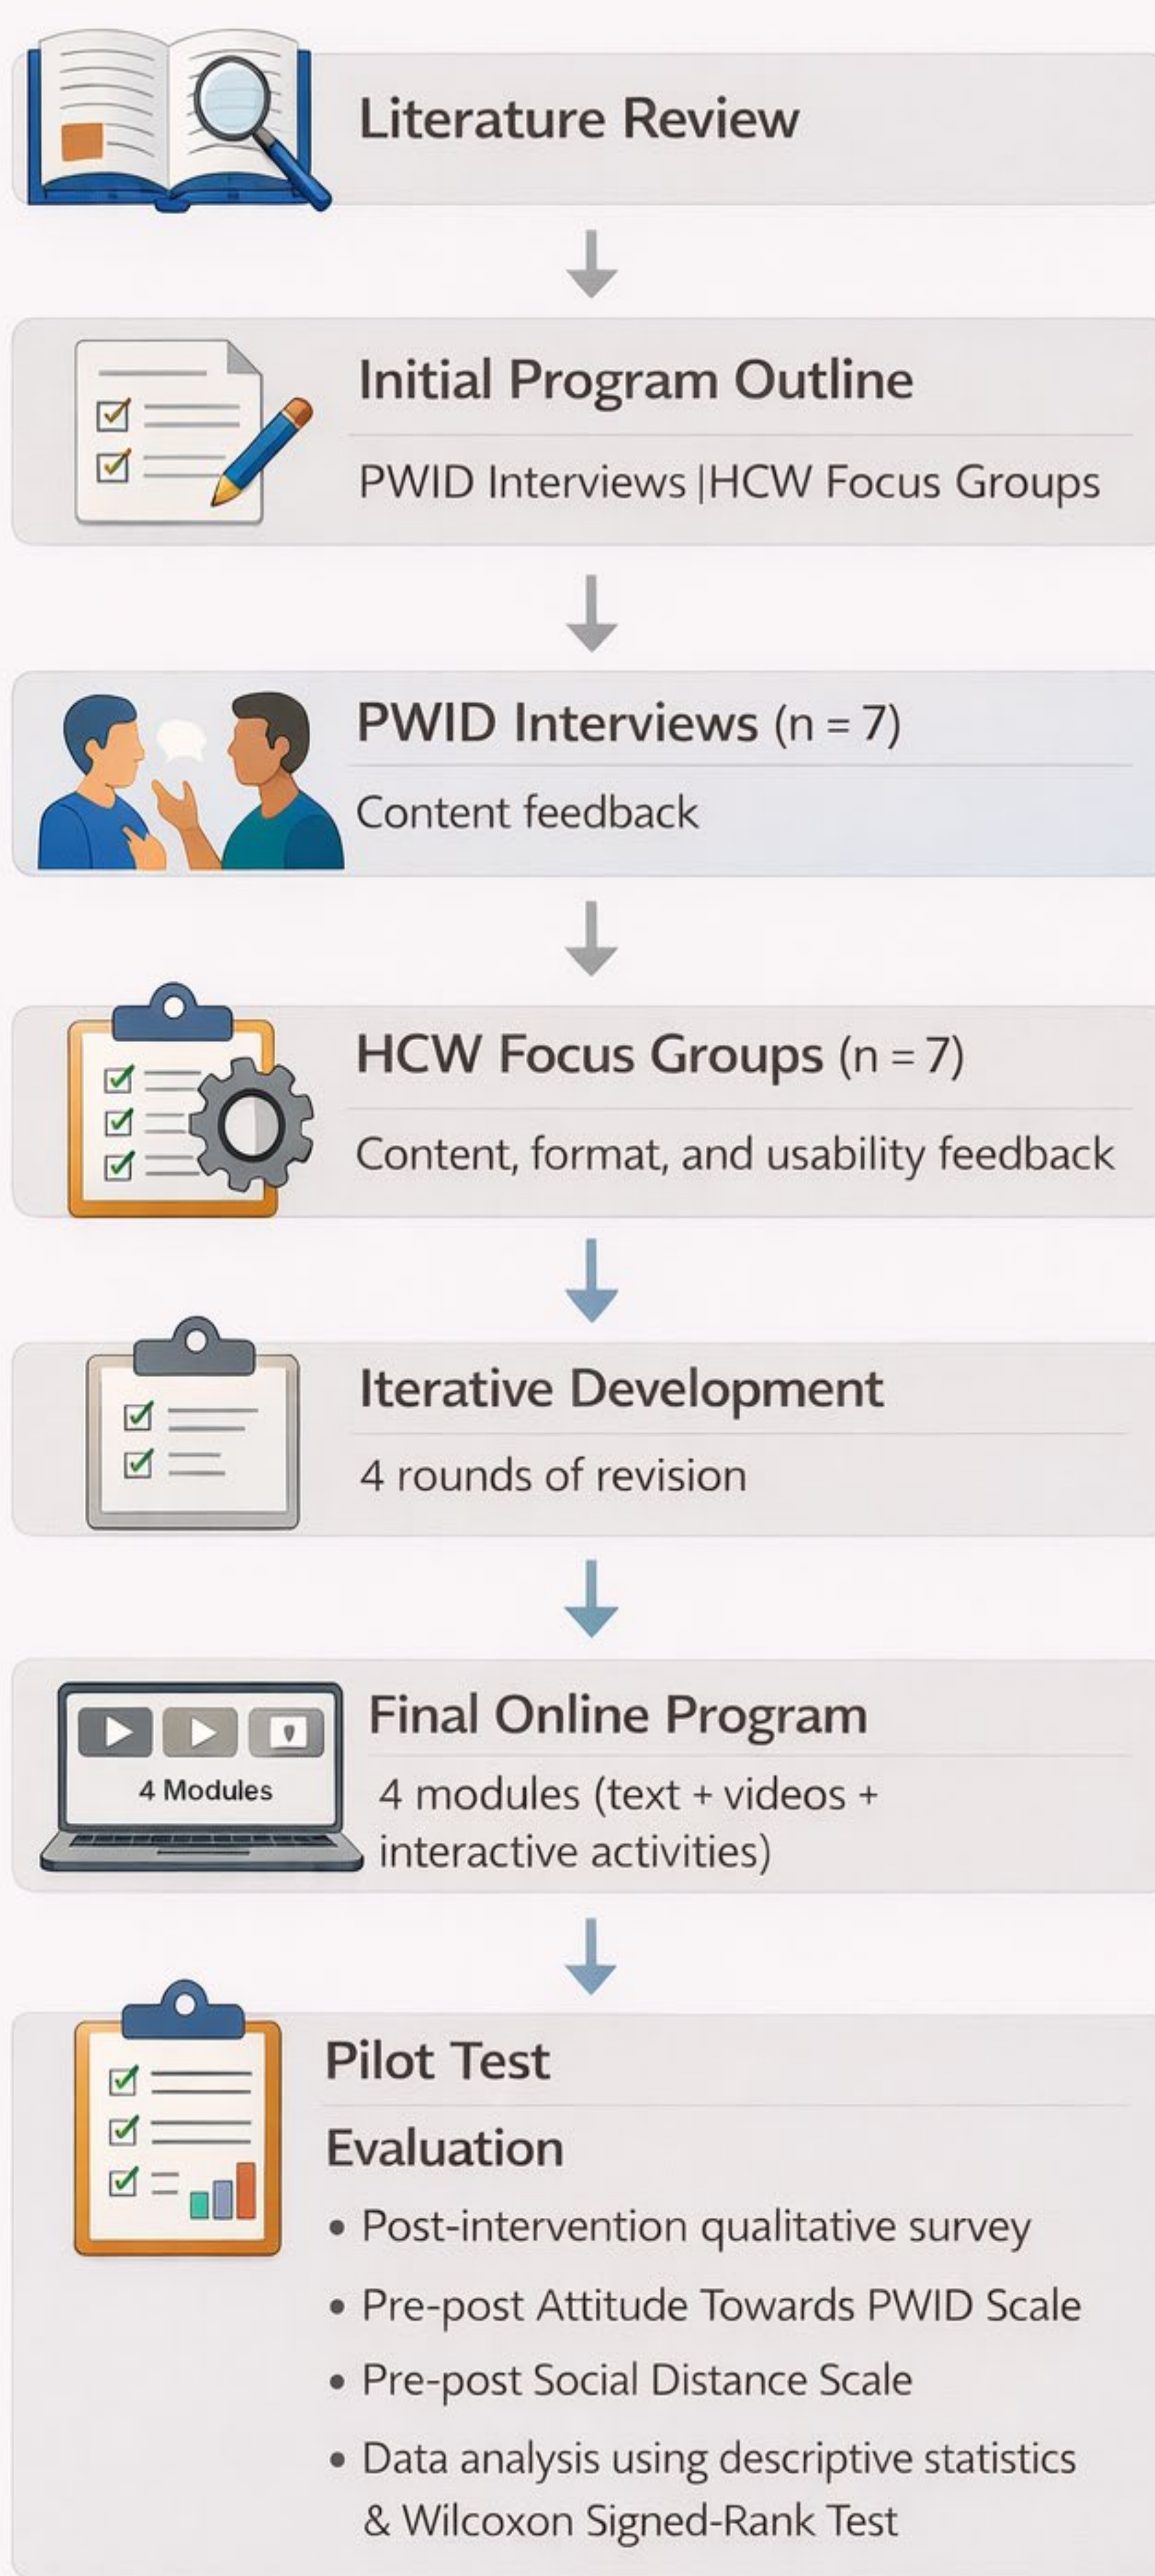 Literature Review
Initial Program Outline
PWID Interviews |HCW Focus Groups
PWID Interviews (n = 7)
Content feedback
HCW Focus Groups (n = 7)
Content, format, and usability feedback
Iterative Development
4 rounds of revision
4 Modules
Final Online Program
4 modules (text + videos +
interactive activities)
Pilot Test
Evaluation
• Post-intervention qualitative survey
• Pre-post Attitude Towards PWID Scale
• Pre-post Social Distance Scale
• Data analysis using descriptive statistics
& Wilcoxon Signed-Rank Test